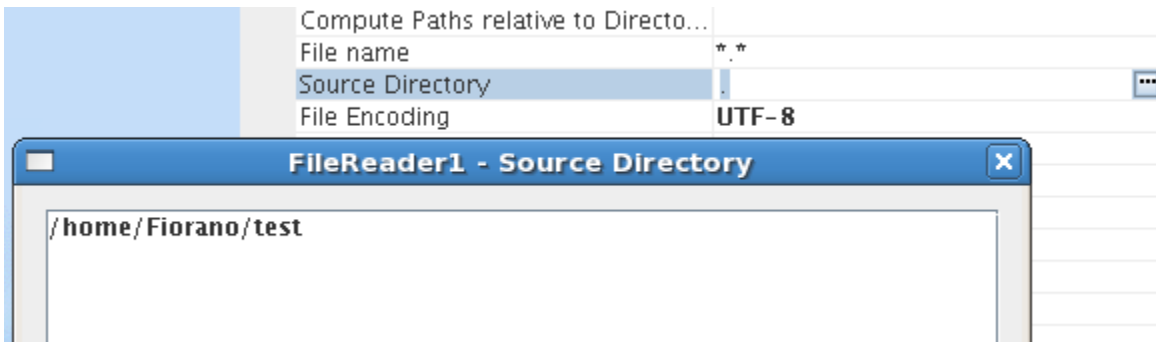 Compute Paths relative to Directo...
File name *.*
Source Directory . ...
File Encoding UTF-8
FileReader1 - Source Directory
/home/Fiorano/test